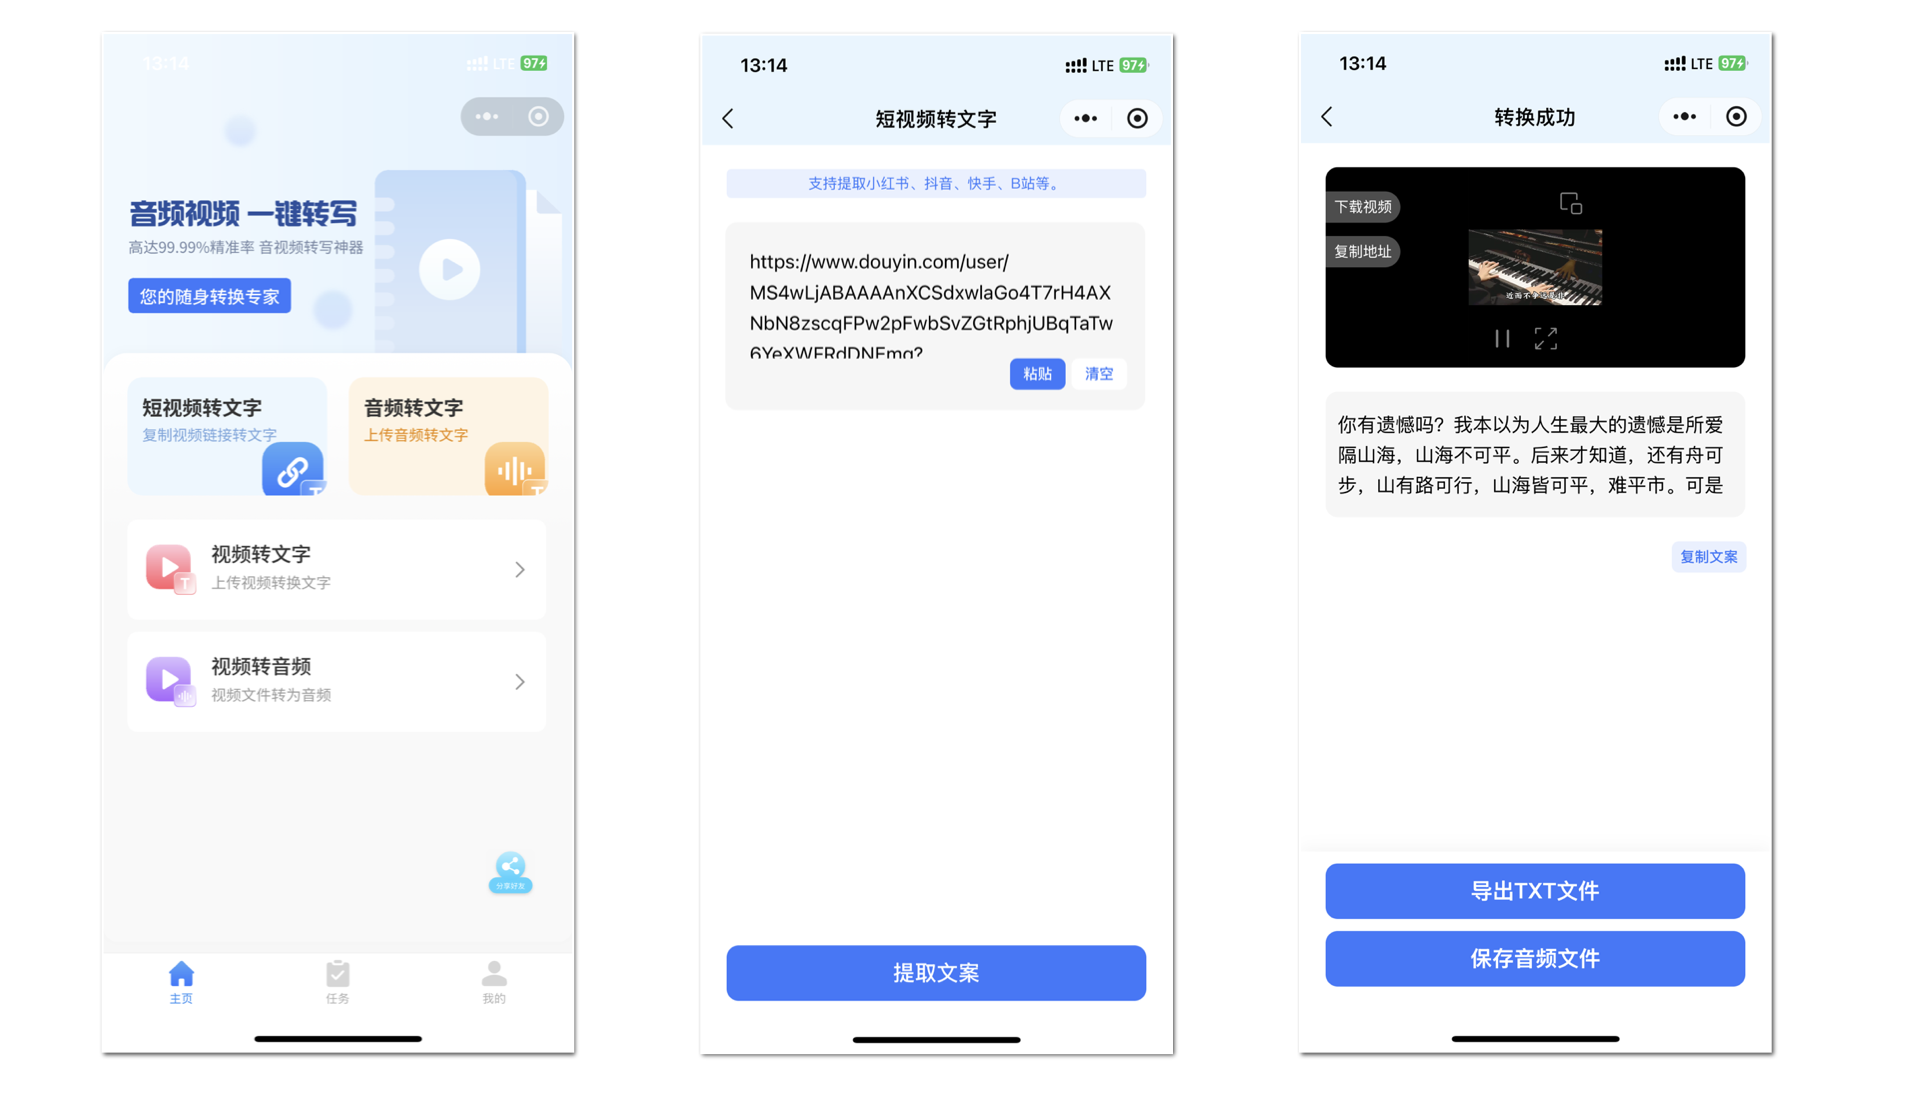 13:14
LTE 97
音频视频 一键转写
高达99.99%精准率 音视频转写神器
您的随身转换专家
短视频转文字
复制视频链接转文字
音频转文字
上传音频转文字
T
T
视频转文字
上传视频转换文字
T
视频转音频
视频文件转为音频
分享好友
主页
任务
我的
13:14
LTE 97
短视频转文字
支持提取小红书、抖音、快手、B站等。
https://www.douyin.com/user/
MS4wLjABAAAAnXCSdxwlaGo4T7rH4AX
NbN8zscqFPw2pFwbSvZGtRphjUBqTaTw
6YeXWFRdDNEmg?
粘贴
清空
提取文案
13:14
LTE 97
转换成功
下载视频
复制地址
你有遗憾吗？我本以为人生最大的遗憾是所爱
隔山海，山海不可平。后来才知道，还有舟可
步，山有路可行，山海皆可平，难平市。可是
复制文案
导出TXT文件
保存音频文件